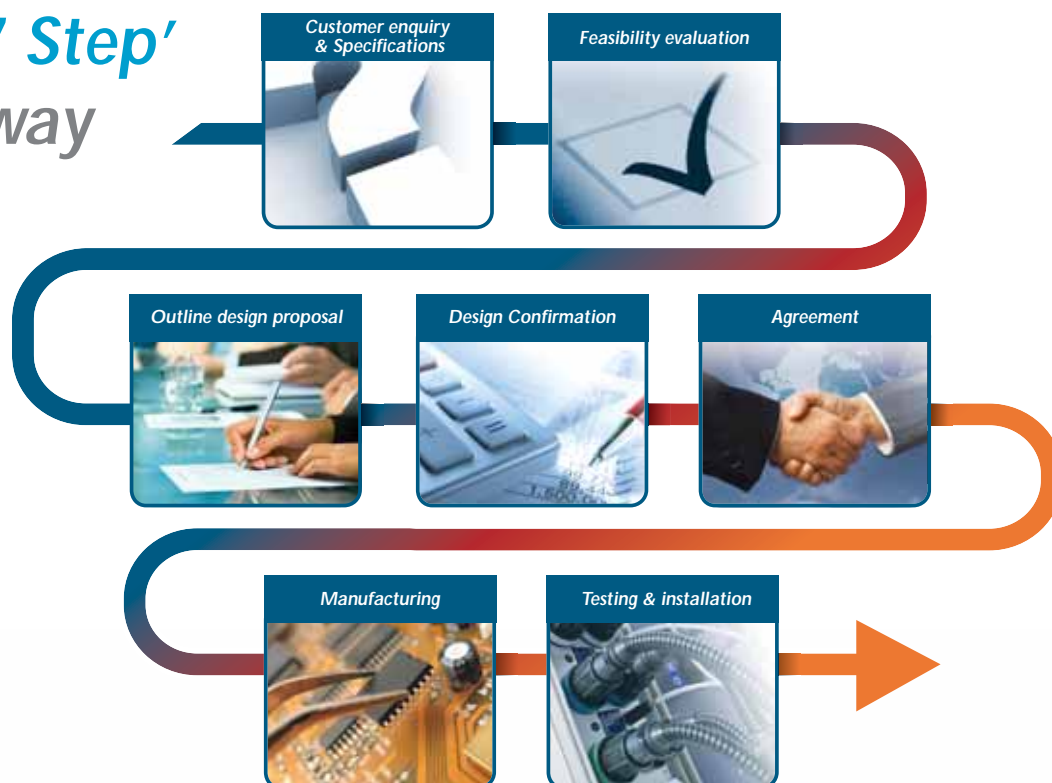 ' Step'
way
Customer enquiry
& Specifications
Feasibility evaluation
Outline design proposal
Design Confirmation
Agreement
Manufacturing
Testing & installation